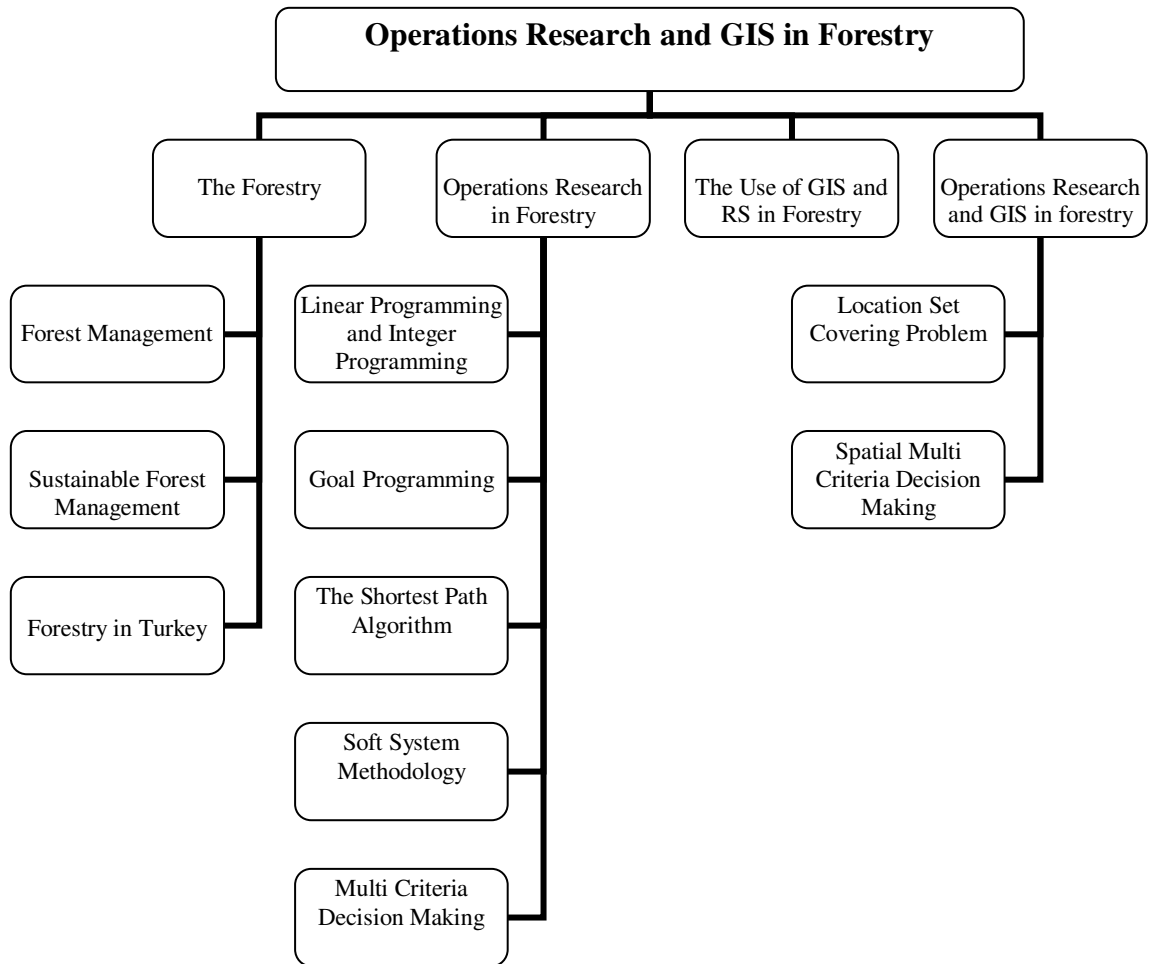 Operations Research and GIS in Forestry
The Forestry
Operations Research
in Forestry
The Use of GIS and
RS in Forestry
Operations Research
and GIS in forestry
Forest Management
Sustainable Forest
Management
Forestry in Turkey
Linear Programming
and Integer
Programming
Goal Programming
The Shortest Path
Algorithm
Soft System
Methodology
Multi Criteria
Decision Making
Location Set
Covering Problem
Spatial Multi
Criteria Decision
Making